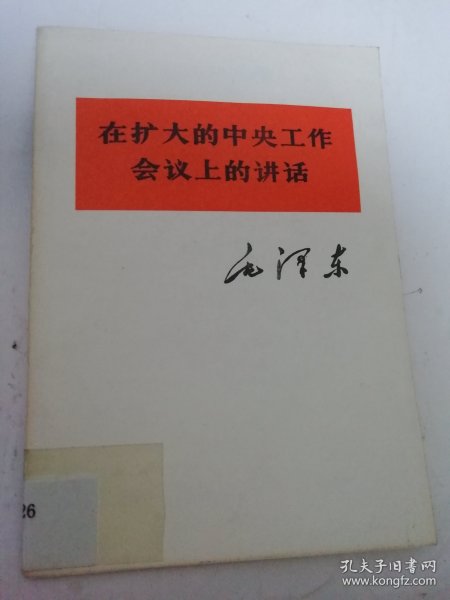 在扩大的中央工作
会议上的讲话
毛泽东
26
孔夫子旧书网
www.kongfz.com